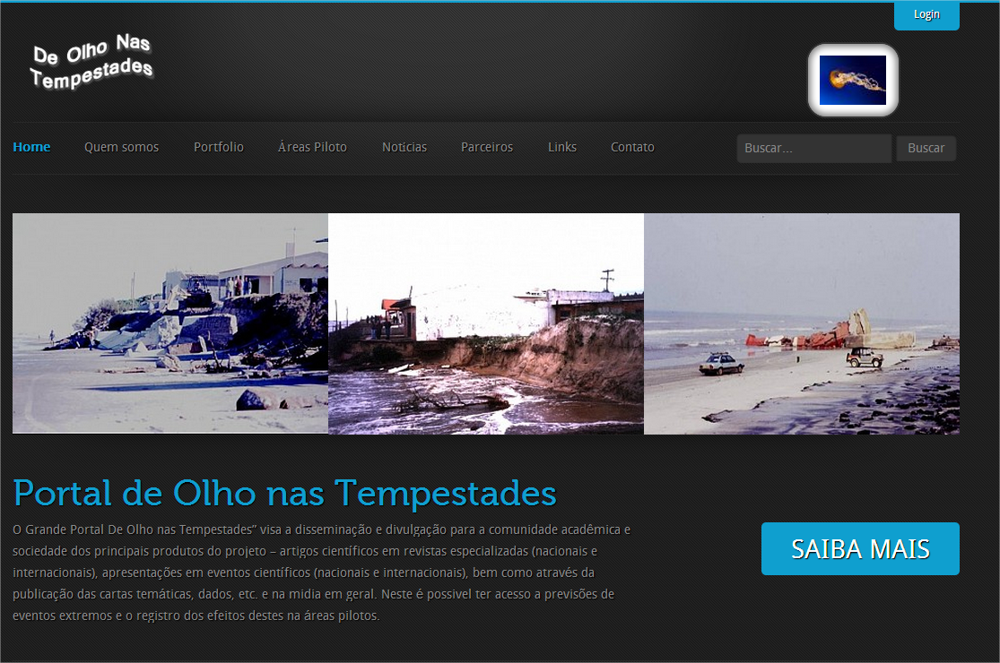 Login
De Olho Nas
Tempestades
Home Quem somos Portfolio Áreas Piloto Notícias Parceiros Links Contato Buscar... Buscar
Portal de Olho nas Tempestades
O Grande Portal De Olho nas Tempestades” visa a disseminação e divulgação para a comunidade acadêmica e
sociedade dos principais produtos do projeto – artigos científicos em revistas especializadas (nacionais e
internacionais), apresentações em eventos científicos (nacionais e internacionais), bem como através da
publicação das cartas temáticas, dados, etc. e na midia em geral. Neste é possivel ter acesso a previsões de
eventos extremos e o registro dos efeitos destes na áreas pilotos.
SAIBA MAIS